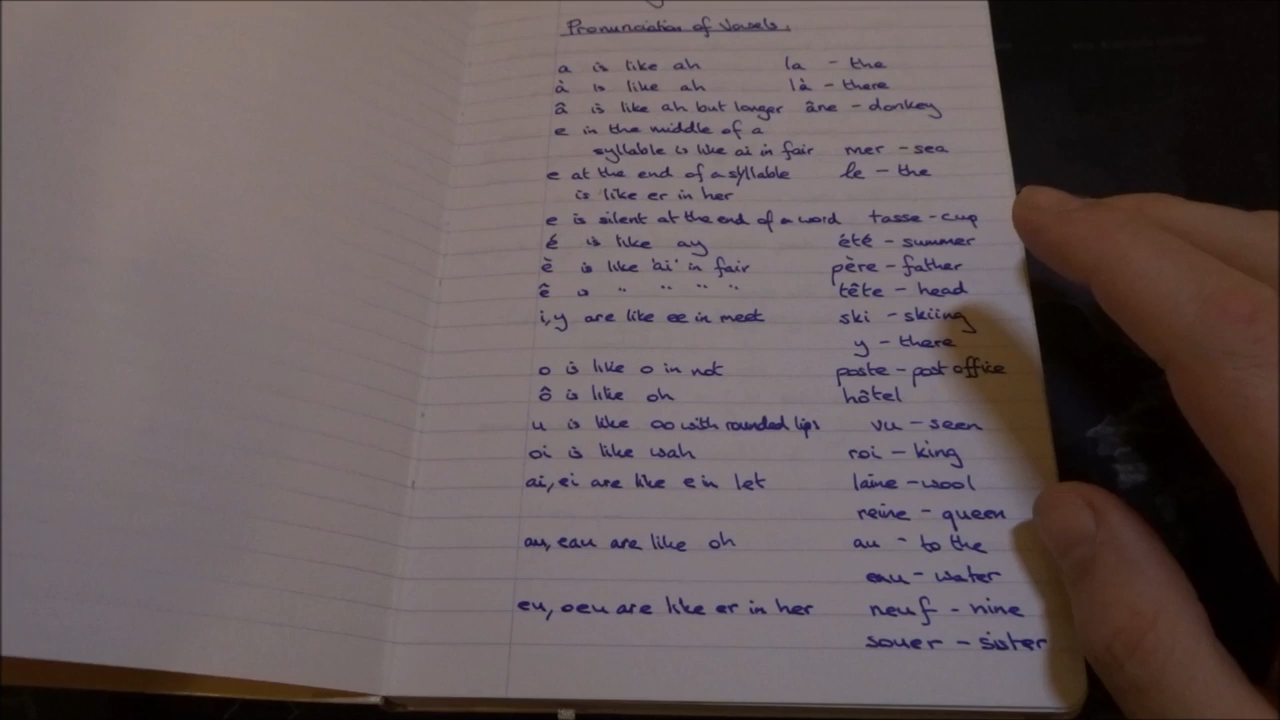 Pronunciation of Vowels.
a is like ah la - the
à is like ah là - there
â is like ah but longer âne - donkey
e in the middle of a
syllable is like ai in fair mer - sea
e at the end of a syllable le - the
is like er in her
e is silent at the end of a word tasse - cup
é is like ay été - summer
è is like 'ai' in fair père - father
ê is " " " " tête - head
i, y are like ee in meet ski - skiing
y - there
o is like o in not poste - post office
ô is like oh hôtel
u is like oo with rounded lips vu - seen
oi is like wah roi - king
ai, ei are like e in let laine - wool
reine - queen
au, eau are like oh au - to the
eau - water
eu, oeu are like er in her neuf - nine
souer - sister